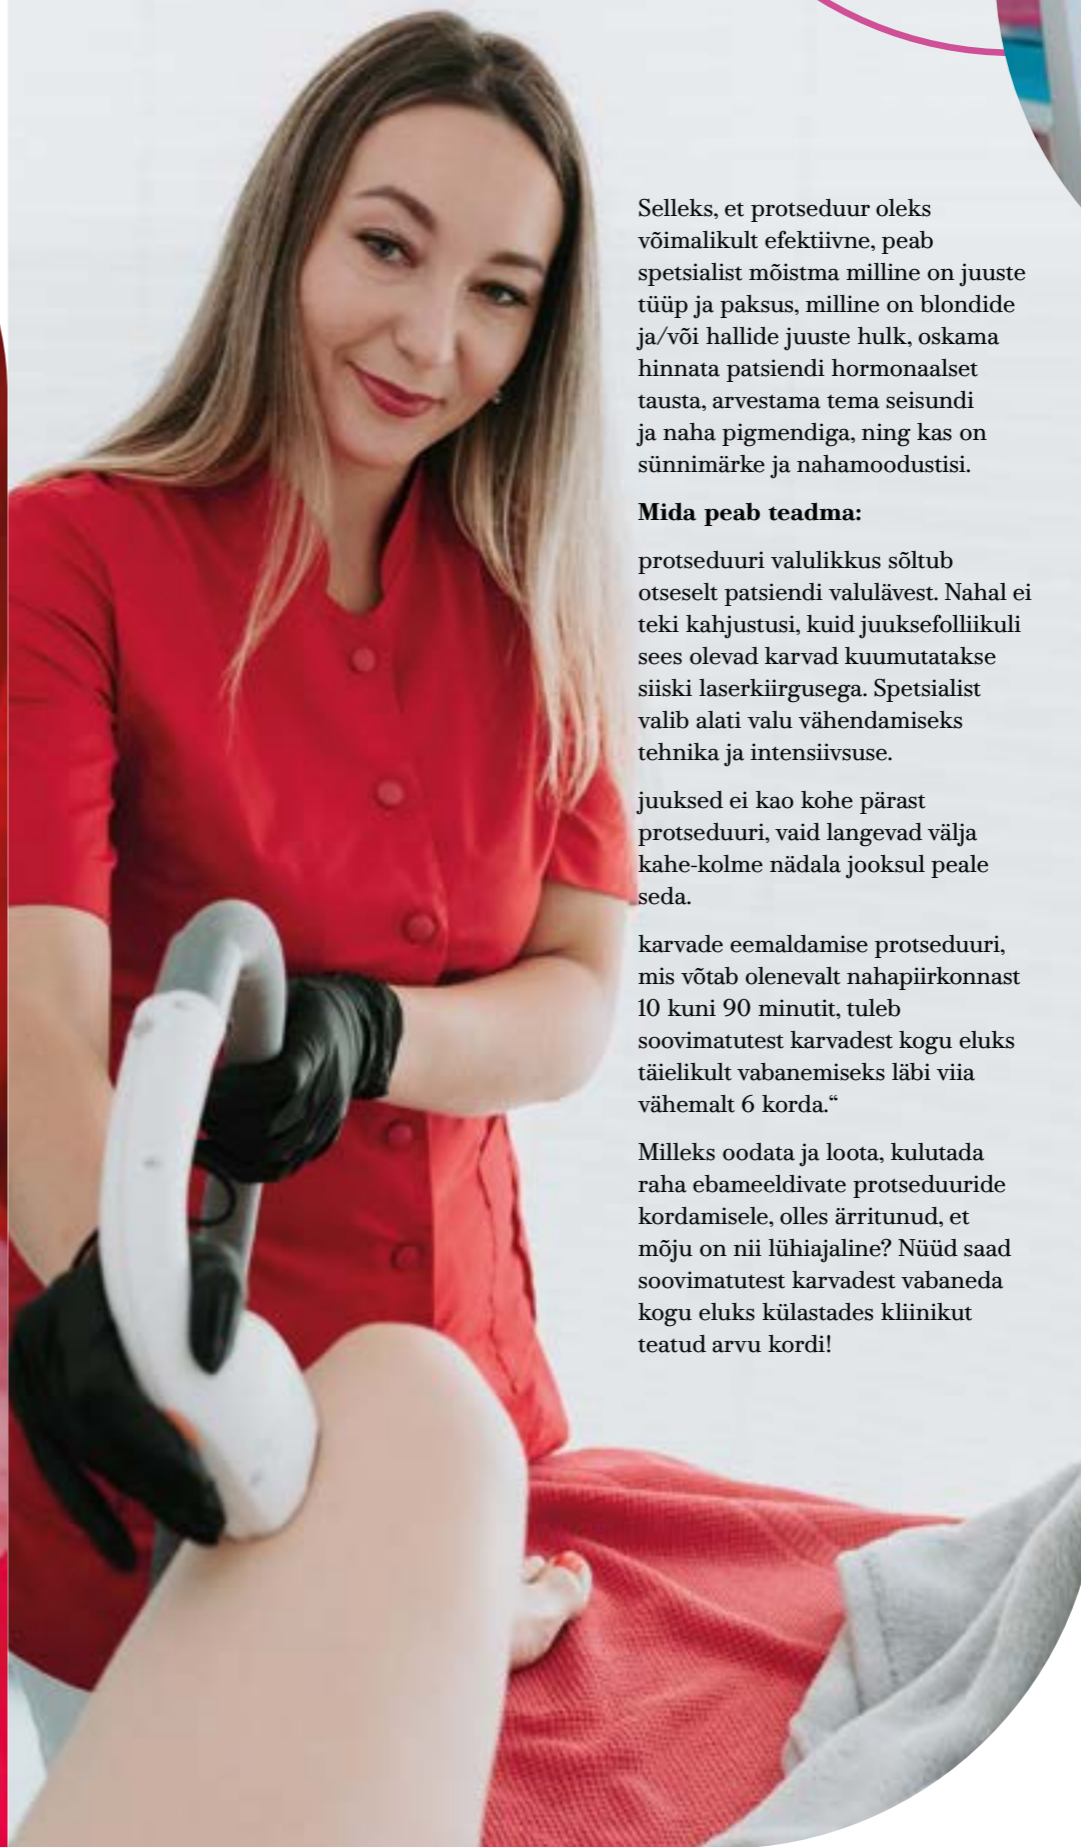 Selleks, et protseduur oleks
võimalikult efektiivne, peab
spetsialist mõistma milline on juuste
tüüp ja paksus, milline on blondide
ja/või hallide juuste hulk, oskama
hinnata patsiendi hormonaalset
tausta, arvestama tema seisundi
ja naha pigmendiga, ning kas on
sünnimärke ja nahamoodustisi.
Mida peab teadma:
protseduuri valulikkus sõltub
otseselt patsiendi valulävest. Nahal ei
teki kahjustusi, kuid juuksefolliikuli
sees olevad karvad kuumutatakse
siiski laserkiirgusega. Spetsialist
valib alati valu vähendamiseks
tehnika ja intensiivsuse.
juuksed ei kao kohe pärast
protseduuri, vaid langevad välja
kahe-kolme nädala jooksul peale
seda.
karvade eemaldamise protseduuri,
mis võtab olenevalt nahapiirkonnast
10 kuni 90 minutit, tuleb
soovimatutest karvadest kogu eluks
täielikult vabanemiseks läbi viia
vähemalt 6 korda.“
Milleks oodata ja loota, kulutada
raha ebameeldivate protseduuride
kordamisele, olles ärritunud, et
mõju on nii lühiajaline? Nüüd saad
soovimatutest karvadest vabaneda
kogu eluks külastades kliinikut
teatud arvu kordi!